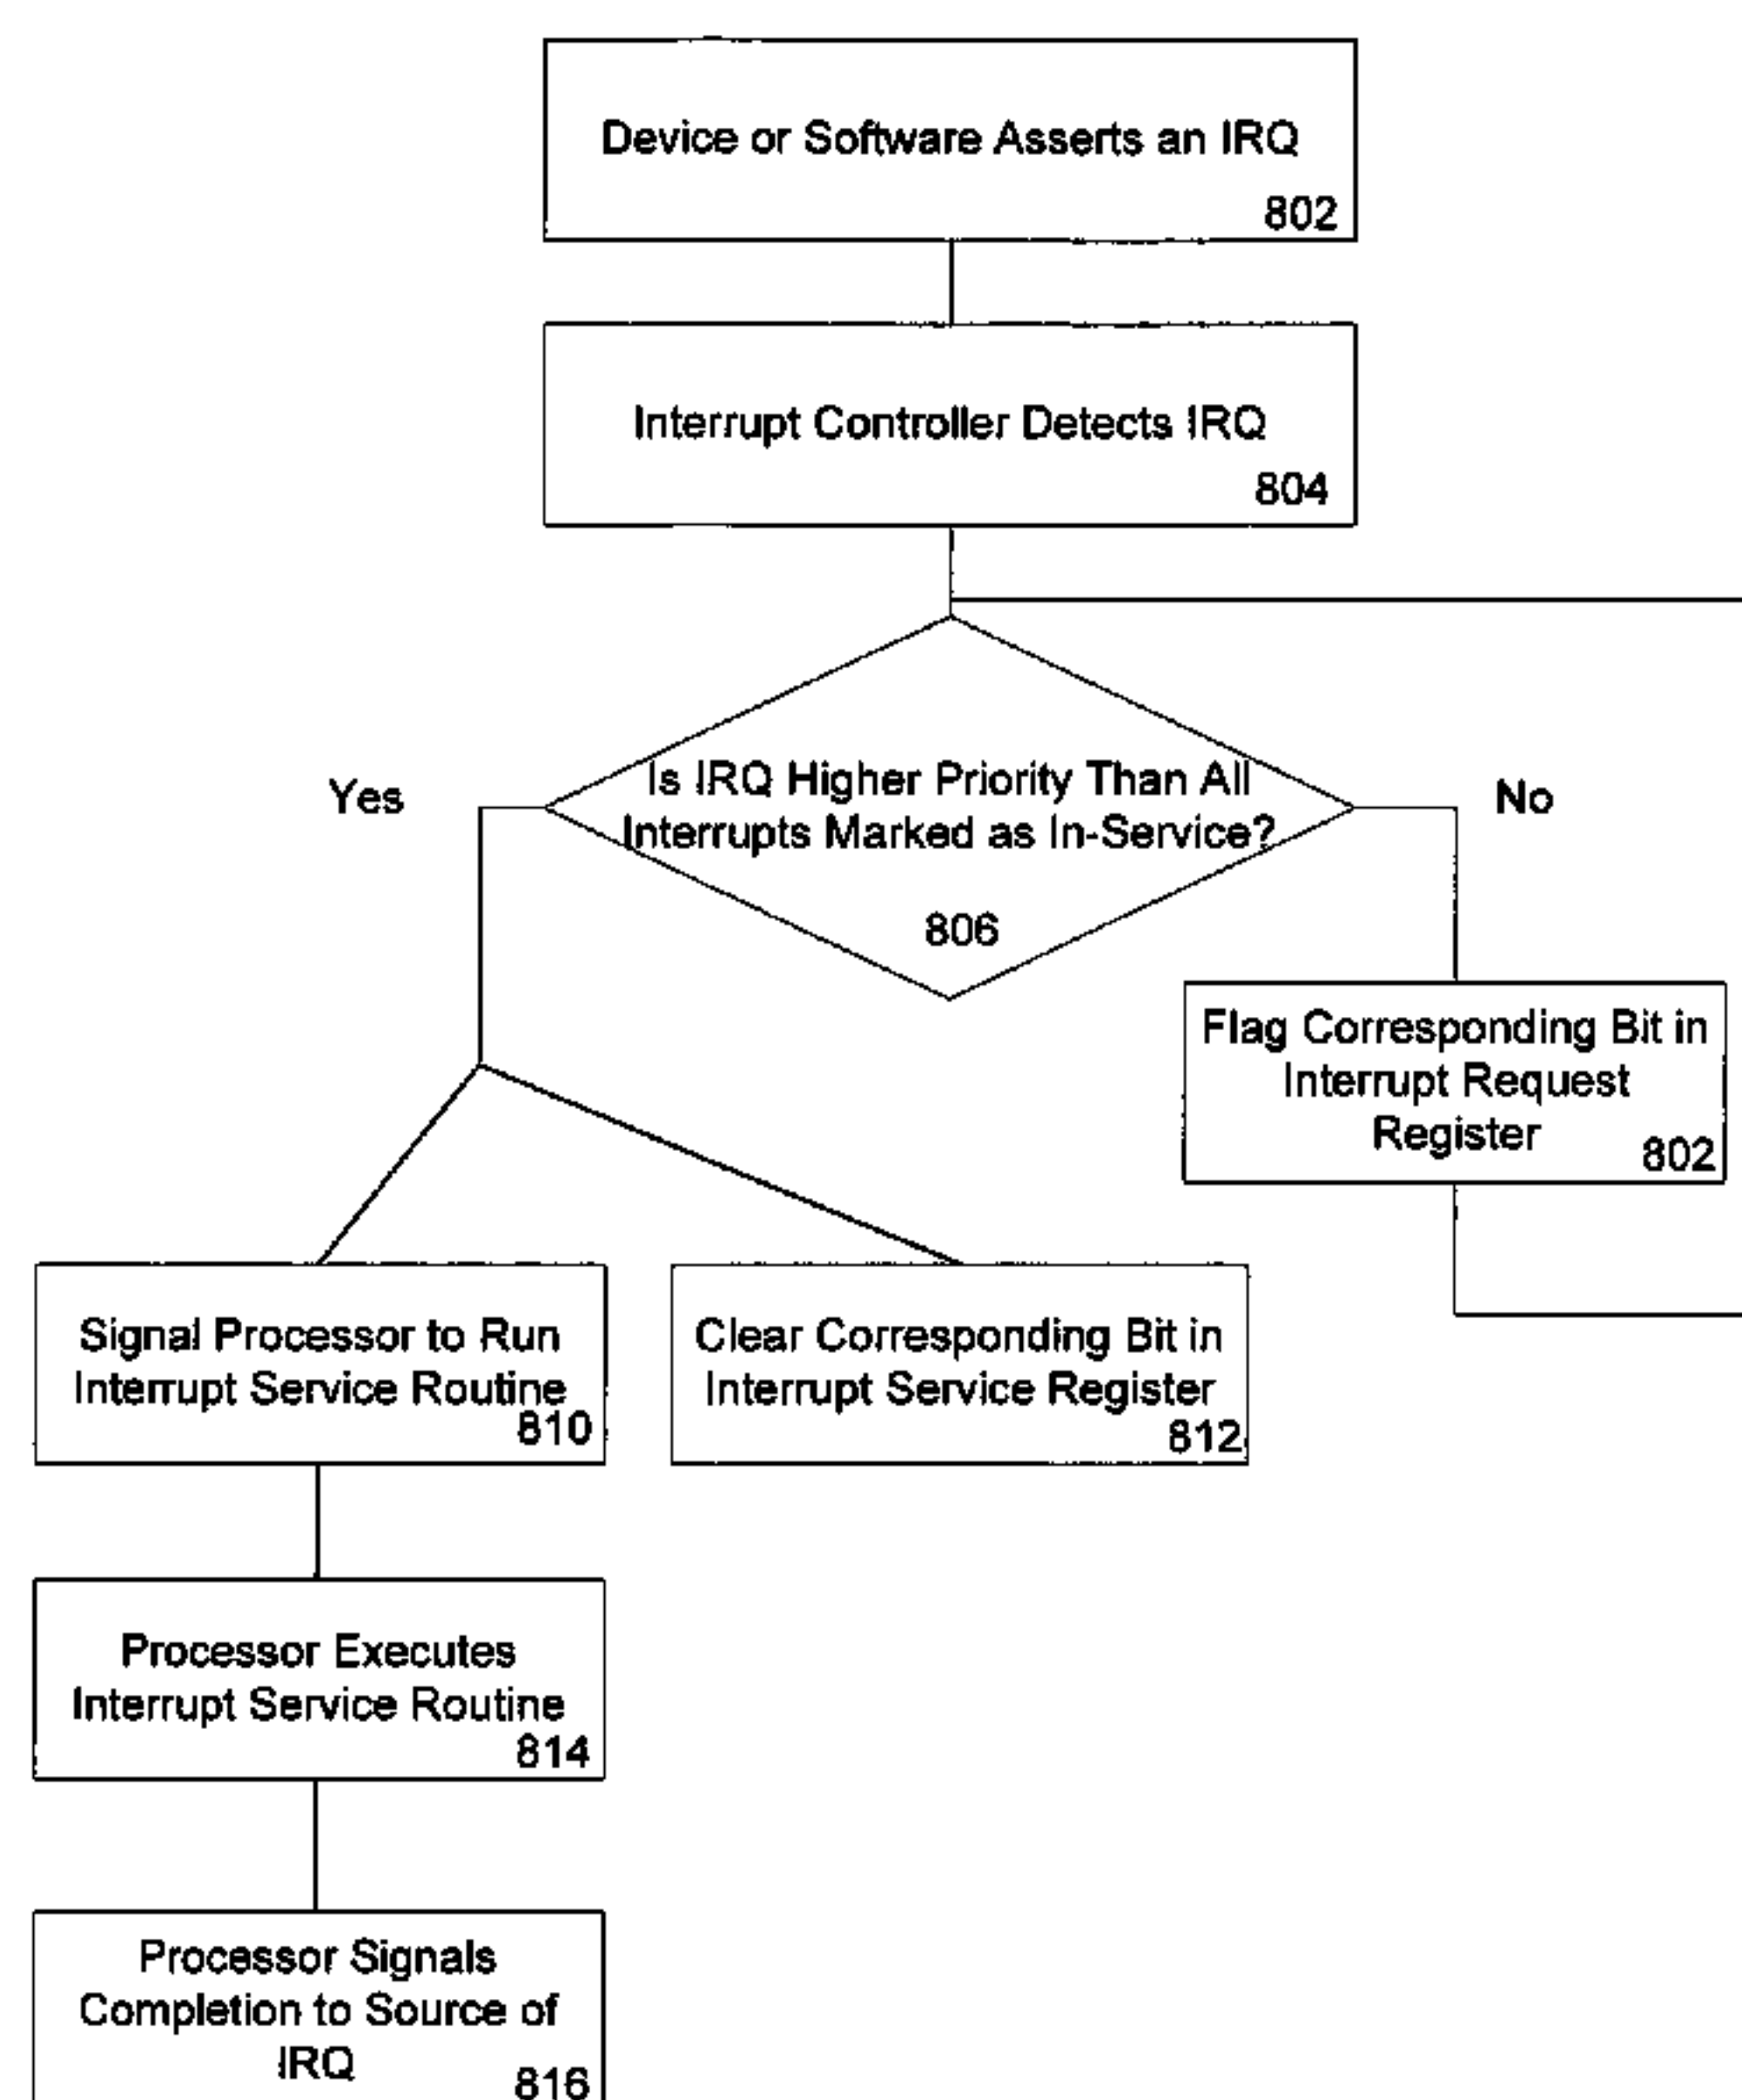 Device or Software Asserts an IRQ
802
Interrupt Controller Detects IRQ
804
Is IRQ Higher Priority Than All
Interrupts Marked as In-Service?
806
Yes
No
Flag Corresponding Bit in
Interrupt Request
Register
802
Signal Processor to Run
Interrupt Service Routine
810
Clear Corresponding Bit in
Interrupt Service Register
812
Processor Executes
Interrupt Service Routine
814
Processor Signals
Completion to Source of
IRQ
816